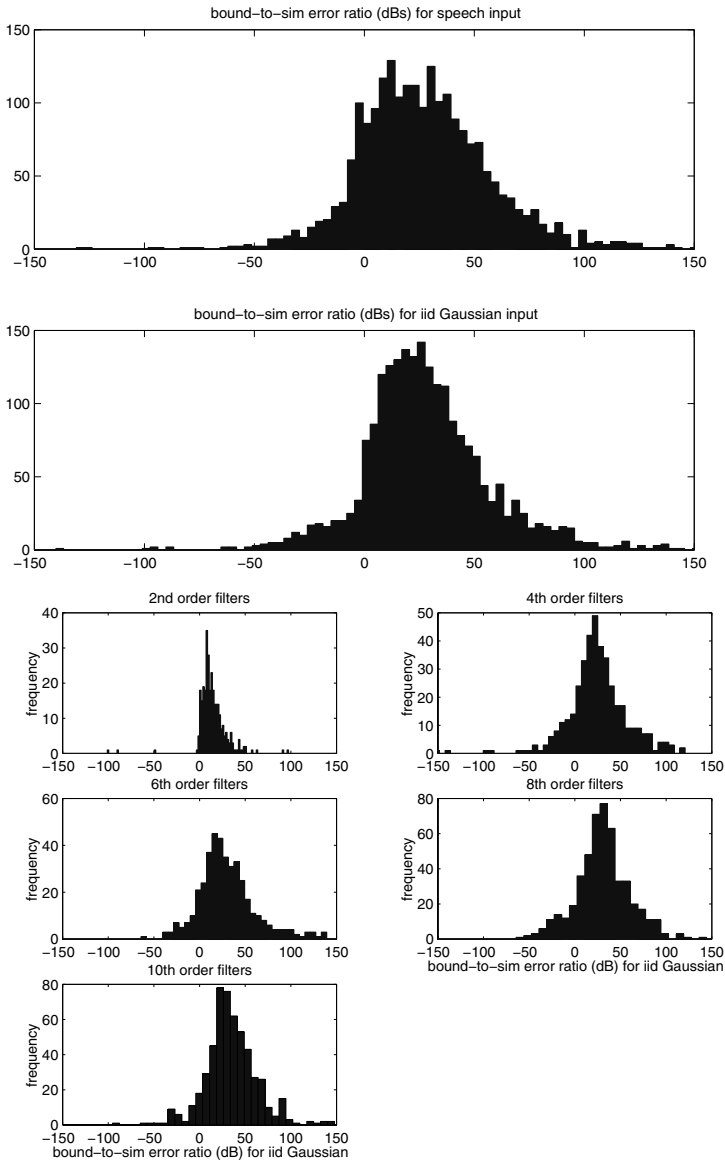 bound−to−sim error ratio (dBs) for speech input
150
100
50
0
−150 −100 −50 0 50 100 150
bound−to−sim error ratio (dBs) for iid Gaussian input
150
100
50
0
−150 −100 −50 0 50 100 150
2nd order filters
40
30
20
10
0
frequency
−150 −100 −50 0 50 100 150
4th order filters
50
40
30
20
10
0
frequency
−150 −100 −50 0 50 100 150
6th order filters
60
40
20
0
frequency
−150 −100 −50 0 50 100 150
8th order filters
80
60
40
20
0
frequency
−150 −100 −50 0 50 100 150
bound−to−sim error ratio (dB) for iid Gaussian
10th order filters
80
60
40
20
0
frequency
−150 −100 −50 0 50 100 150
bound−to−sim error ratio (dB) for iid Gaussian